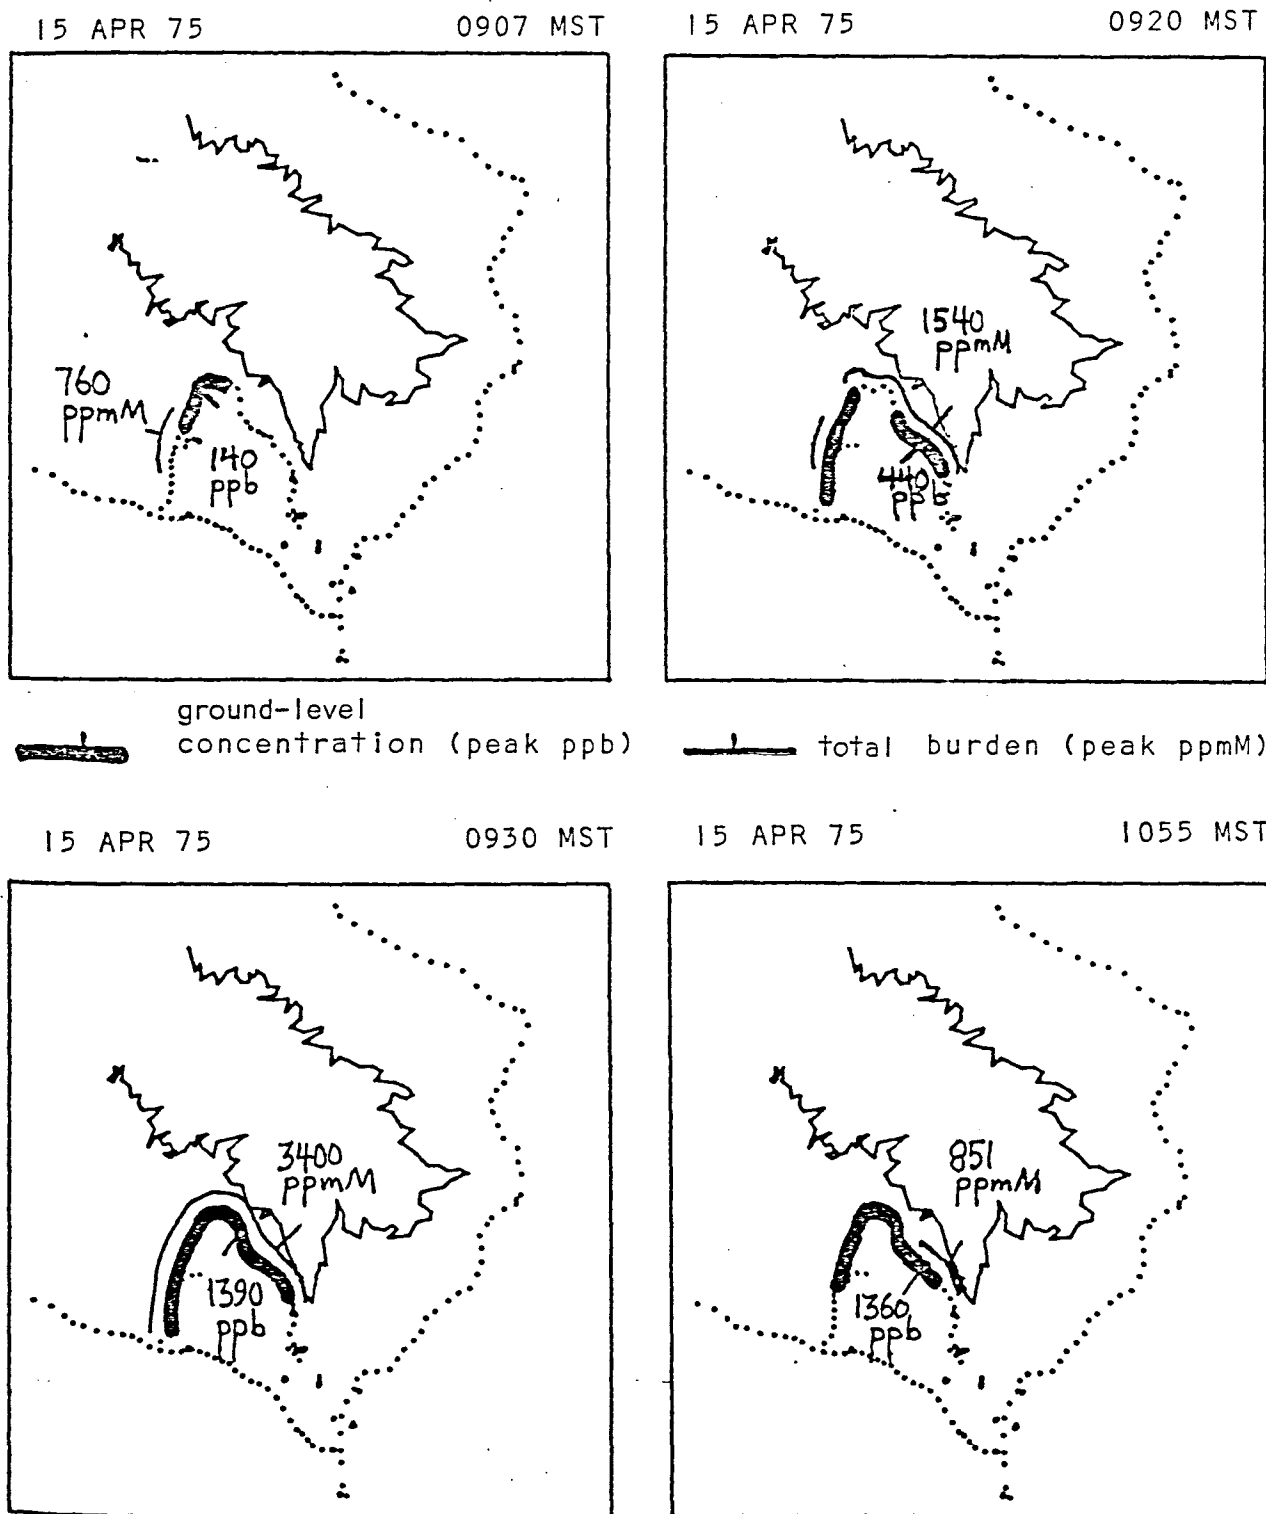 15 APR 75 0907 MST
15 APR 75 0920 MST
760
ppmM
140
ppb
1540
ppmM
440
ppb
ground-level
concentration (peak ppb)
total burden (peak ppmM)
15 APR 75 0930 MST
15 APR 75 1055 MST
3400
ppmM
1390
ppb
851
ppmM
1360
ppb